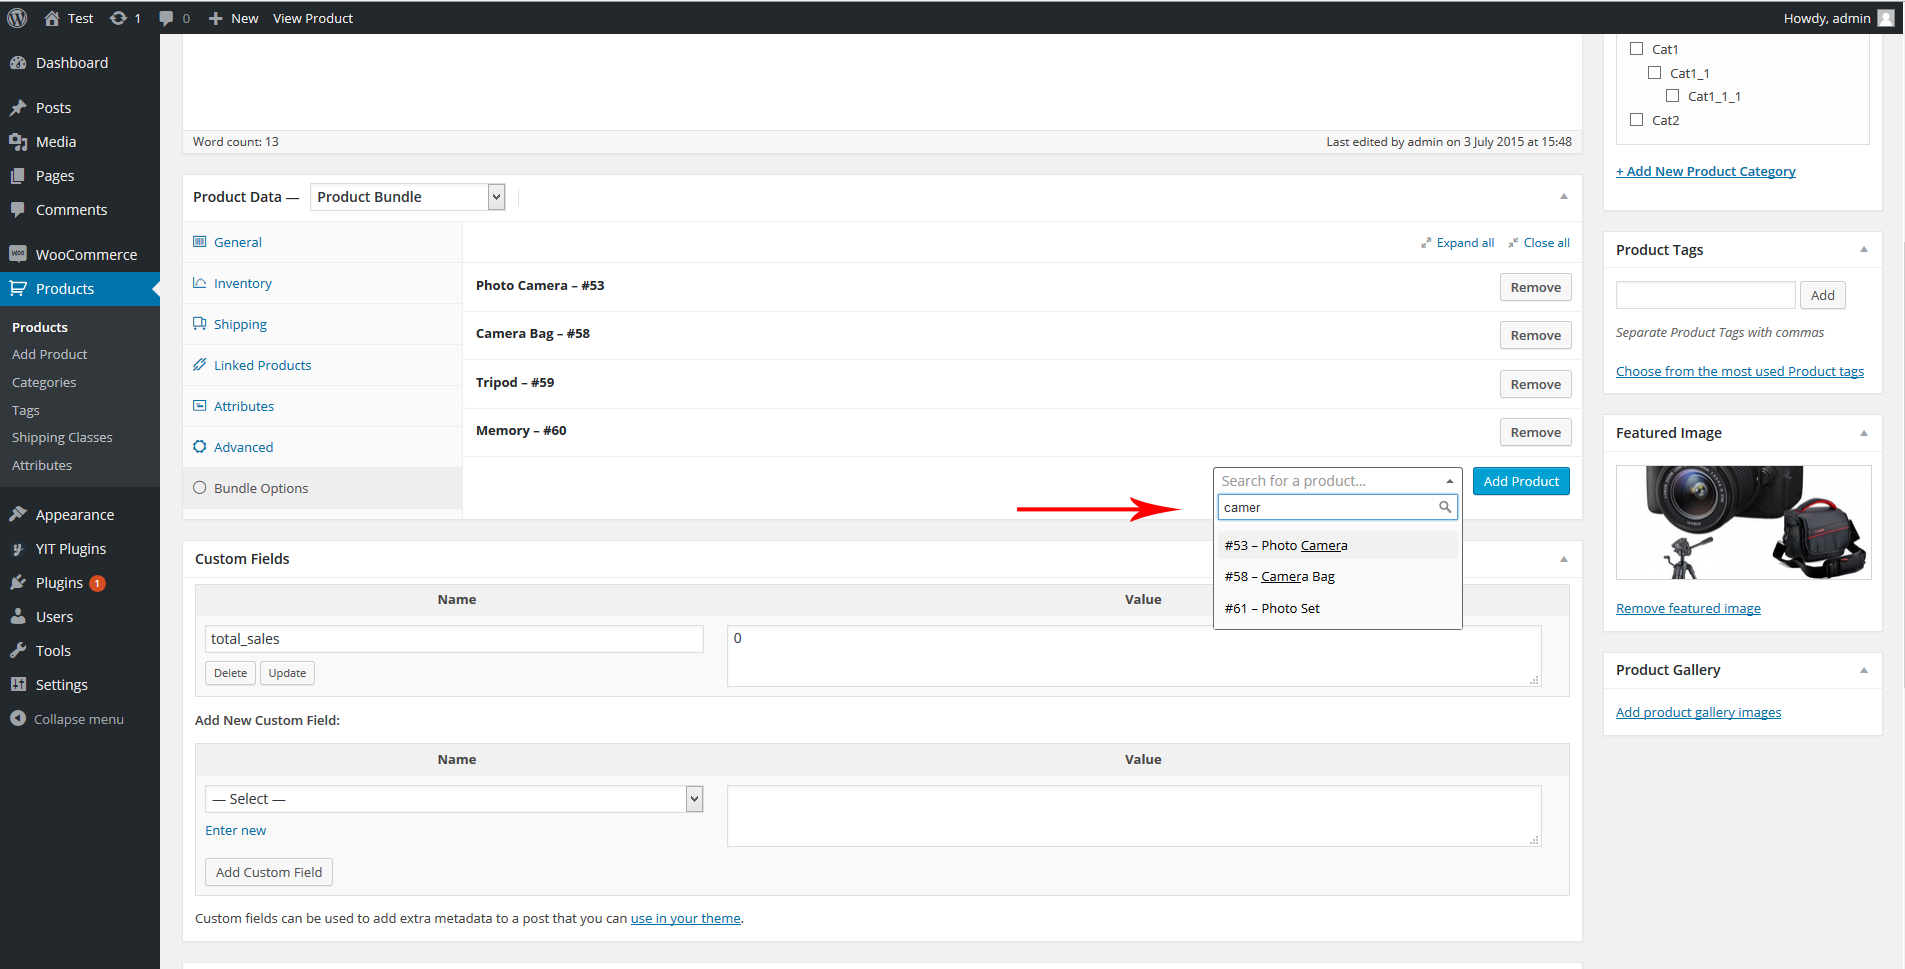 Test 1 0 New View Product Howdy, admin
Dashboard
Posts
Media
Pages
Comments
WooCommerce
Products
Products
Add Product
Categories
Tags
Shipping Classes
Attributes
Appearance
YIT Plugins
Plugins 1
Users
Tools
Settings
Collapse menu
Word count: 13 Last edited by admin on 3 July 2015 at 15:48
Product Data — Product Bundle
General
Inventory
Shipping
Linked Products
Attributes
Advanced
Bundle Options
Expand all Close all
Photo Camera – #53 Remove
Camera Bag – #58 Remove
Tripod – #59 Remove
Memory – #60 Remove
Search for a product... Add Product
camer
#53 – Photo Camera
#58 – Camera Bag
#61 – Photo Set
Custom Fields
Name Value
total_sales 0
Delete Update
Add New Custom Field:
Name Value
— Select —
Enter new
Add Custom Field
Custom fields can be used to add extra metadata to a post that you can use in your theme.
Cat1
Cat1_1
Cat1_1_1
Cat2
+ Add New Product Category
Product Tags
Add
Separate Product Tags with commas
Choose from the most used Product tags
Featured Image
Remove featured image
Product Gallery
Add product gallery images